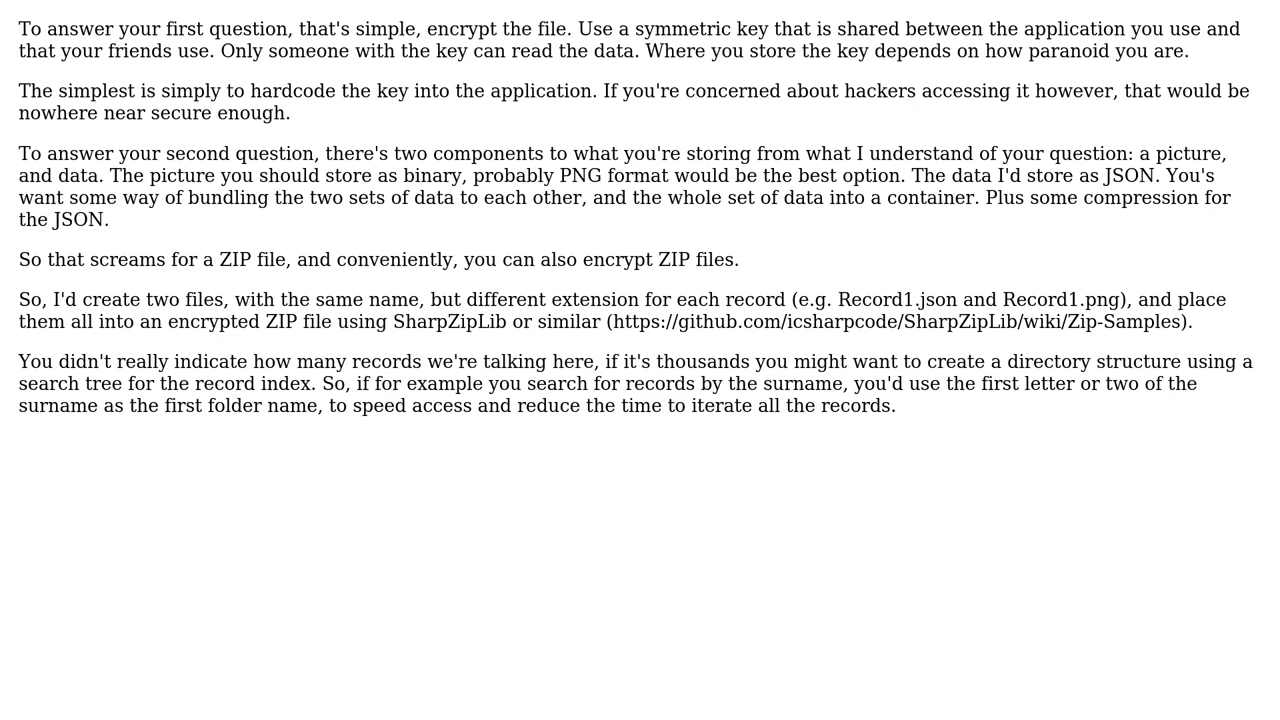 To answer your first question, that's simple, encrypt the file. Use a symmetric key that is shared between the application you use and
that your friends use. Only someone with the key can read the data. Where you store the key depends on how paranoid you are.
The simplest is simply to hardcode the key into the application. If you're concerned about hackers accessing it however, that would be
nowhere near secure enough.
To answer your second question, there's two components to what you're storing from what I understand of your question: a picture,
and data. The picture you should store as binary, probably PNG format would be the best option. The data I'd store as JSON. You's
want some way of bundling the two sets of data to each other, and the whole set of data into a container. Plus some compression for
the JSON.
So that screams for a ZIP file, and conveniently, you can also encrypt ZIP files.
So, I'd create two files, with the same name, but different extension for each record (e.g. Record1.json and Record1.png), and place
them all into an encrypted ZIP file using SharpZipLib or similar (https://github.com/icsharpcode/SharpZipLib/wiki/Zip-Samples).
You didn't really indicate how many records we're talking here, if it's thousands you might want to create a directory structure using a
search tree for the record index. So, if for example you search for records by the surname, you'd use the first letter or two of the
surname as the first folder name, to speed access and reduce the time to iterate all the records.